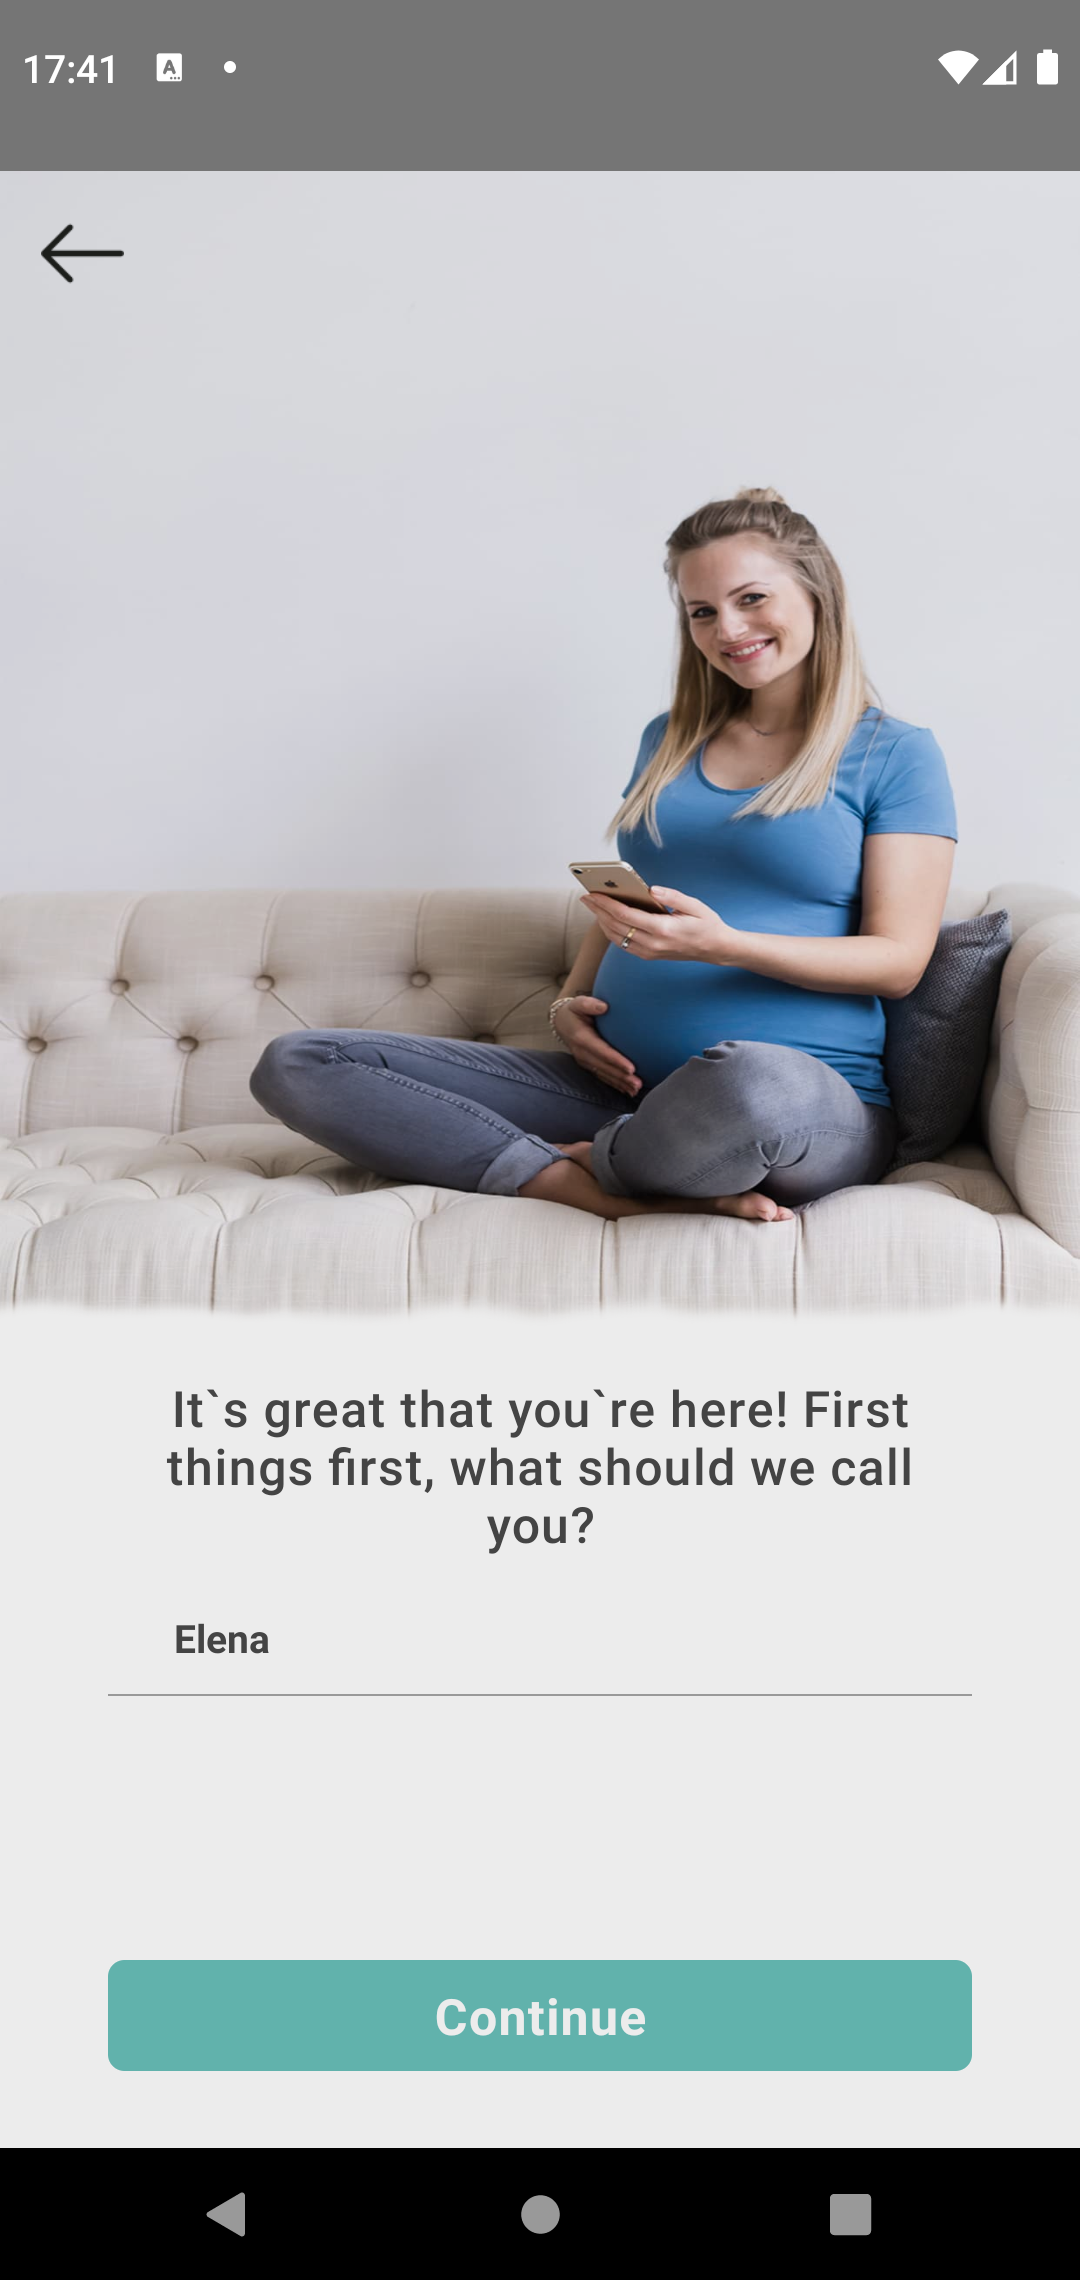 17:41
It`s great that you`re here! First
things first, what should we call
you?
Elena
Continue